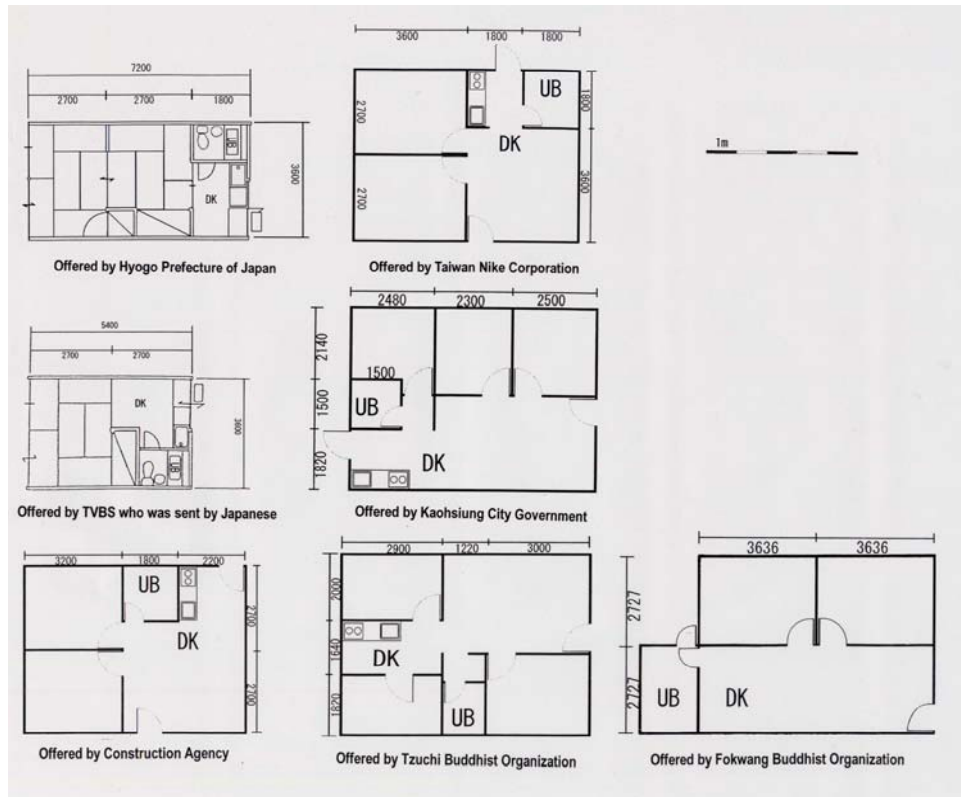 7200
2700 2700 1800
UB
DK
3600
Offered by Hyogo Prefecture of Japan
3600 1800 1800
2700
UB
1800
DK
2700
3600
Offered by Taiwan Nike Corporation
1m
5400
2700 2700
DK
UB
3600
Offered by TVBS who was sent by Japanese
2480 2300 2500
2140
1500
1500
UB
1820
DK
Offered by Kaohsiung City Government
3200 1800 2200
UB
2700
DK
2700
Offered by Construction Agency
2900 1220 3000
2000
1640
DK
1820
UB
Offered by Tzuchi Buddhist Organization
3636 3636
2727
2727
UB
DK
Offered by Fokwang Buddhist Organization